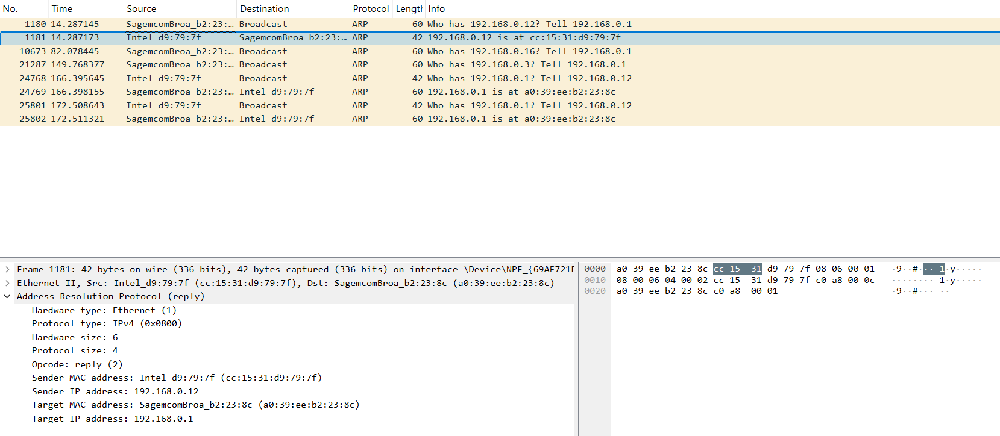 No. Time Source Destination Protocol Length Info
1180 14.287145 SagemcomBroa_b2:23:… Broadcast ARP 60 Who has 192.168.0.12? Tell 192.168.0.1
1181 14.287173 Intel_d9:79:7f SagemcomBroa_b2:23:… ARP 42 192.168.0.12 is at cc:15:31:d9:79:7f
10673 82.078445 SagemcomBroa_b2:23:… Broadcast ARP 60 Who has 192.168.0.16? Tell 192.168.0.1
21287 149.768377 SagemcomBroa_b2:23:… Broadcast ARP 60 Who has 192.168.0.3? Tell 192.168.0.1
24768 166.395645 Intel_d9:79:7f Broadcast ARP 42 Who has 192.168.0.1? Tell 192.168.0.12
24769 166.398155 SagemcomBroa_b2:23:… Intel_d9:79:7f ARP 60 192.168.0.1 is at a0:39:ee:b2:23:8c
25801 172.508643 Intel_d9:79:7f Broadcast ARP 42 Who has 192.168.0.1? Tell 192.168.0.12
25802 172.511321 SagemcomBroa_b2:23:… Intel_d9:79:7f ARP 60 192.168.0.1 is at a0:39:ee:b2:23:8c
Frame 1181: 42 bytes on wire (336 bits), 42 bytes captured (336 bits) on interface \Device\NPF_{69AF721E
Ethernet II, Src: Intel_d9:79:7f (cc:15:31:d9:79:7f), Dst: SagemcomBroa_b2:23:8c (a0:39:ee:b2:23:8c)
Address Resolution Protocol (reply)
Hardware type: Ethernet (1)
Protocol type: IPv4 (0x0800)
Hardware size: 6
Protocol size: 4
Opcode: reply (2)
Sender MAC address: Intel_d9:79:7f (cc:15:31:d9:79:7f)
Sender IP address: 192.168.0.12
Target MAC address: SagemcomBroa_b2:23:8c (a0:39:ee:b2:23:8c)
Target IP address: 192.168.0.1
0000 a0 39 ee b2 23 8c cc 15 31 d9 79 7f 08 06 00 01 ·9··#··· 1·y·····
0010 08 00 06 04 00 02 cc 15 31 d9 79 7f c0 a8 00 0c ········ 1·y·····
0020 a0 39 ee b2 23 8c c0 a8 00 01 ·9··#··· ··